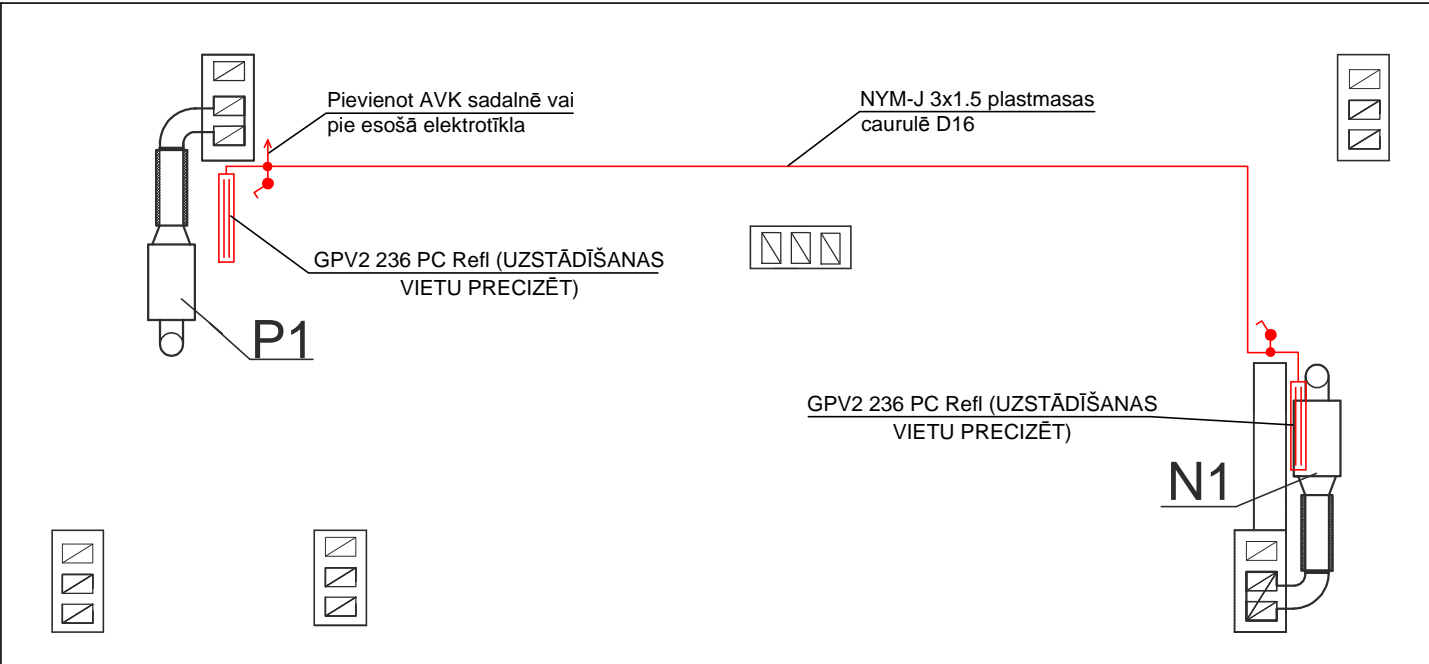 Pievienot AVK sadalnē vai
pie esošā elektrotīkla
NYM-J 3x1.5 plastmasas
caurulē D16
GPV2 236 PC Refl (UZSTĀDĪŠANAS
VIETU PRECIZĒT)
P1
GPV2 236 PC Refl (UZSTĀDĪŠANAS
VIETU PRECIZĒT)
N1